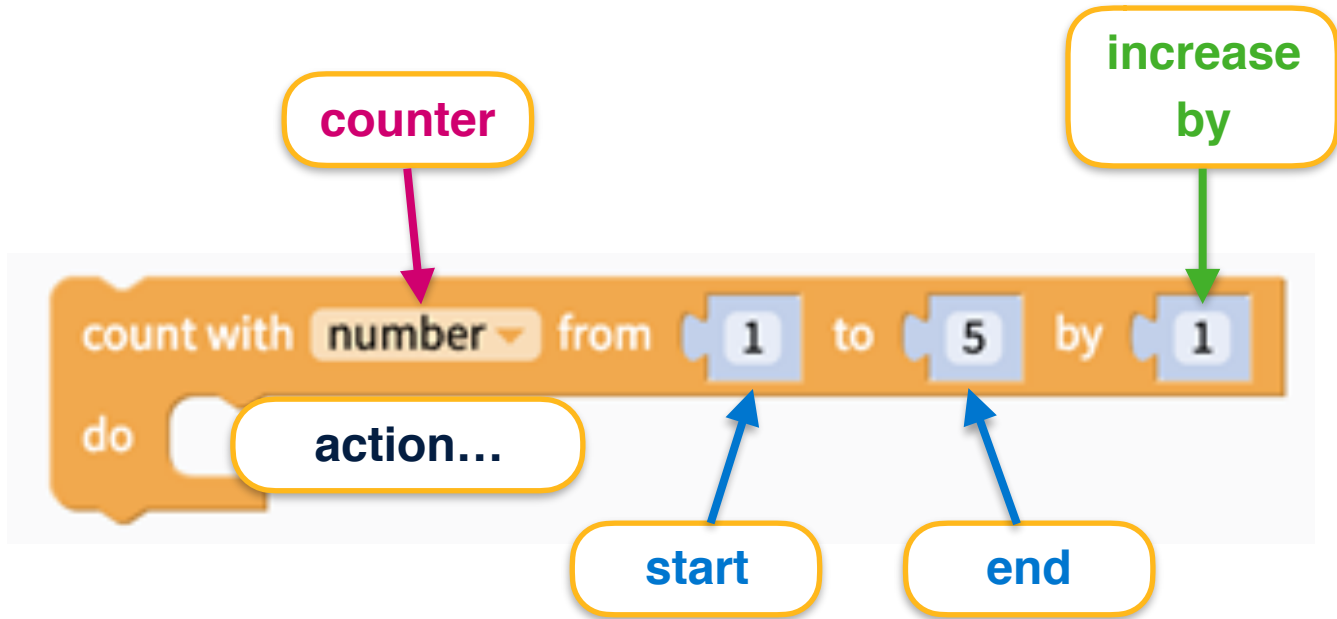 increase
by
counter
count with number from 1 to 5 by 1
do
action...
start
end